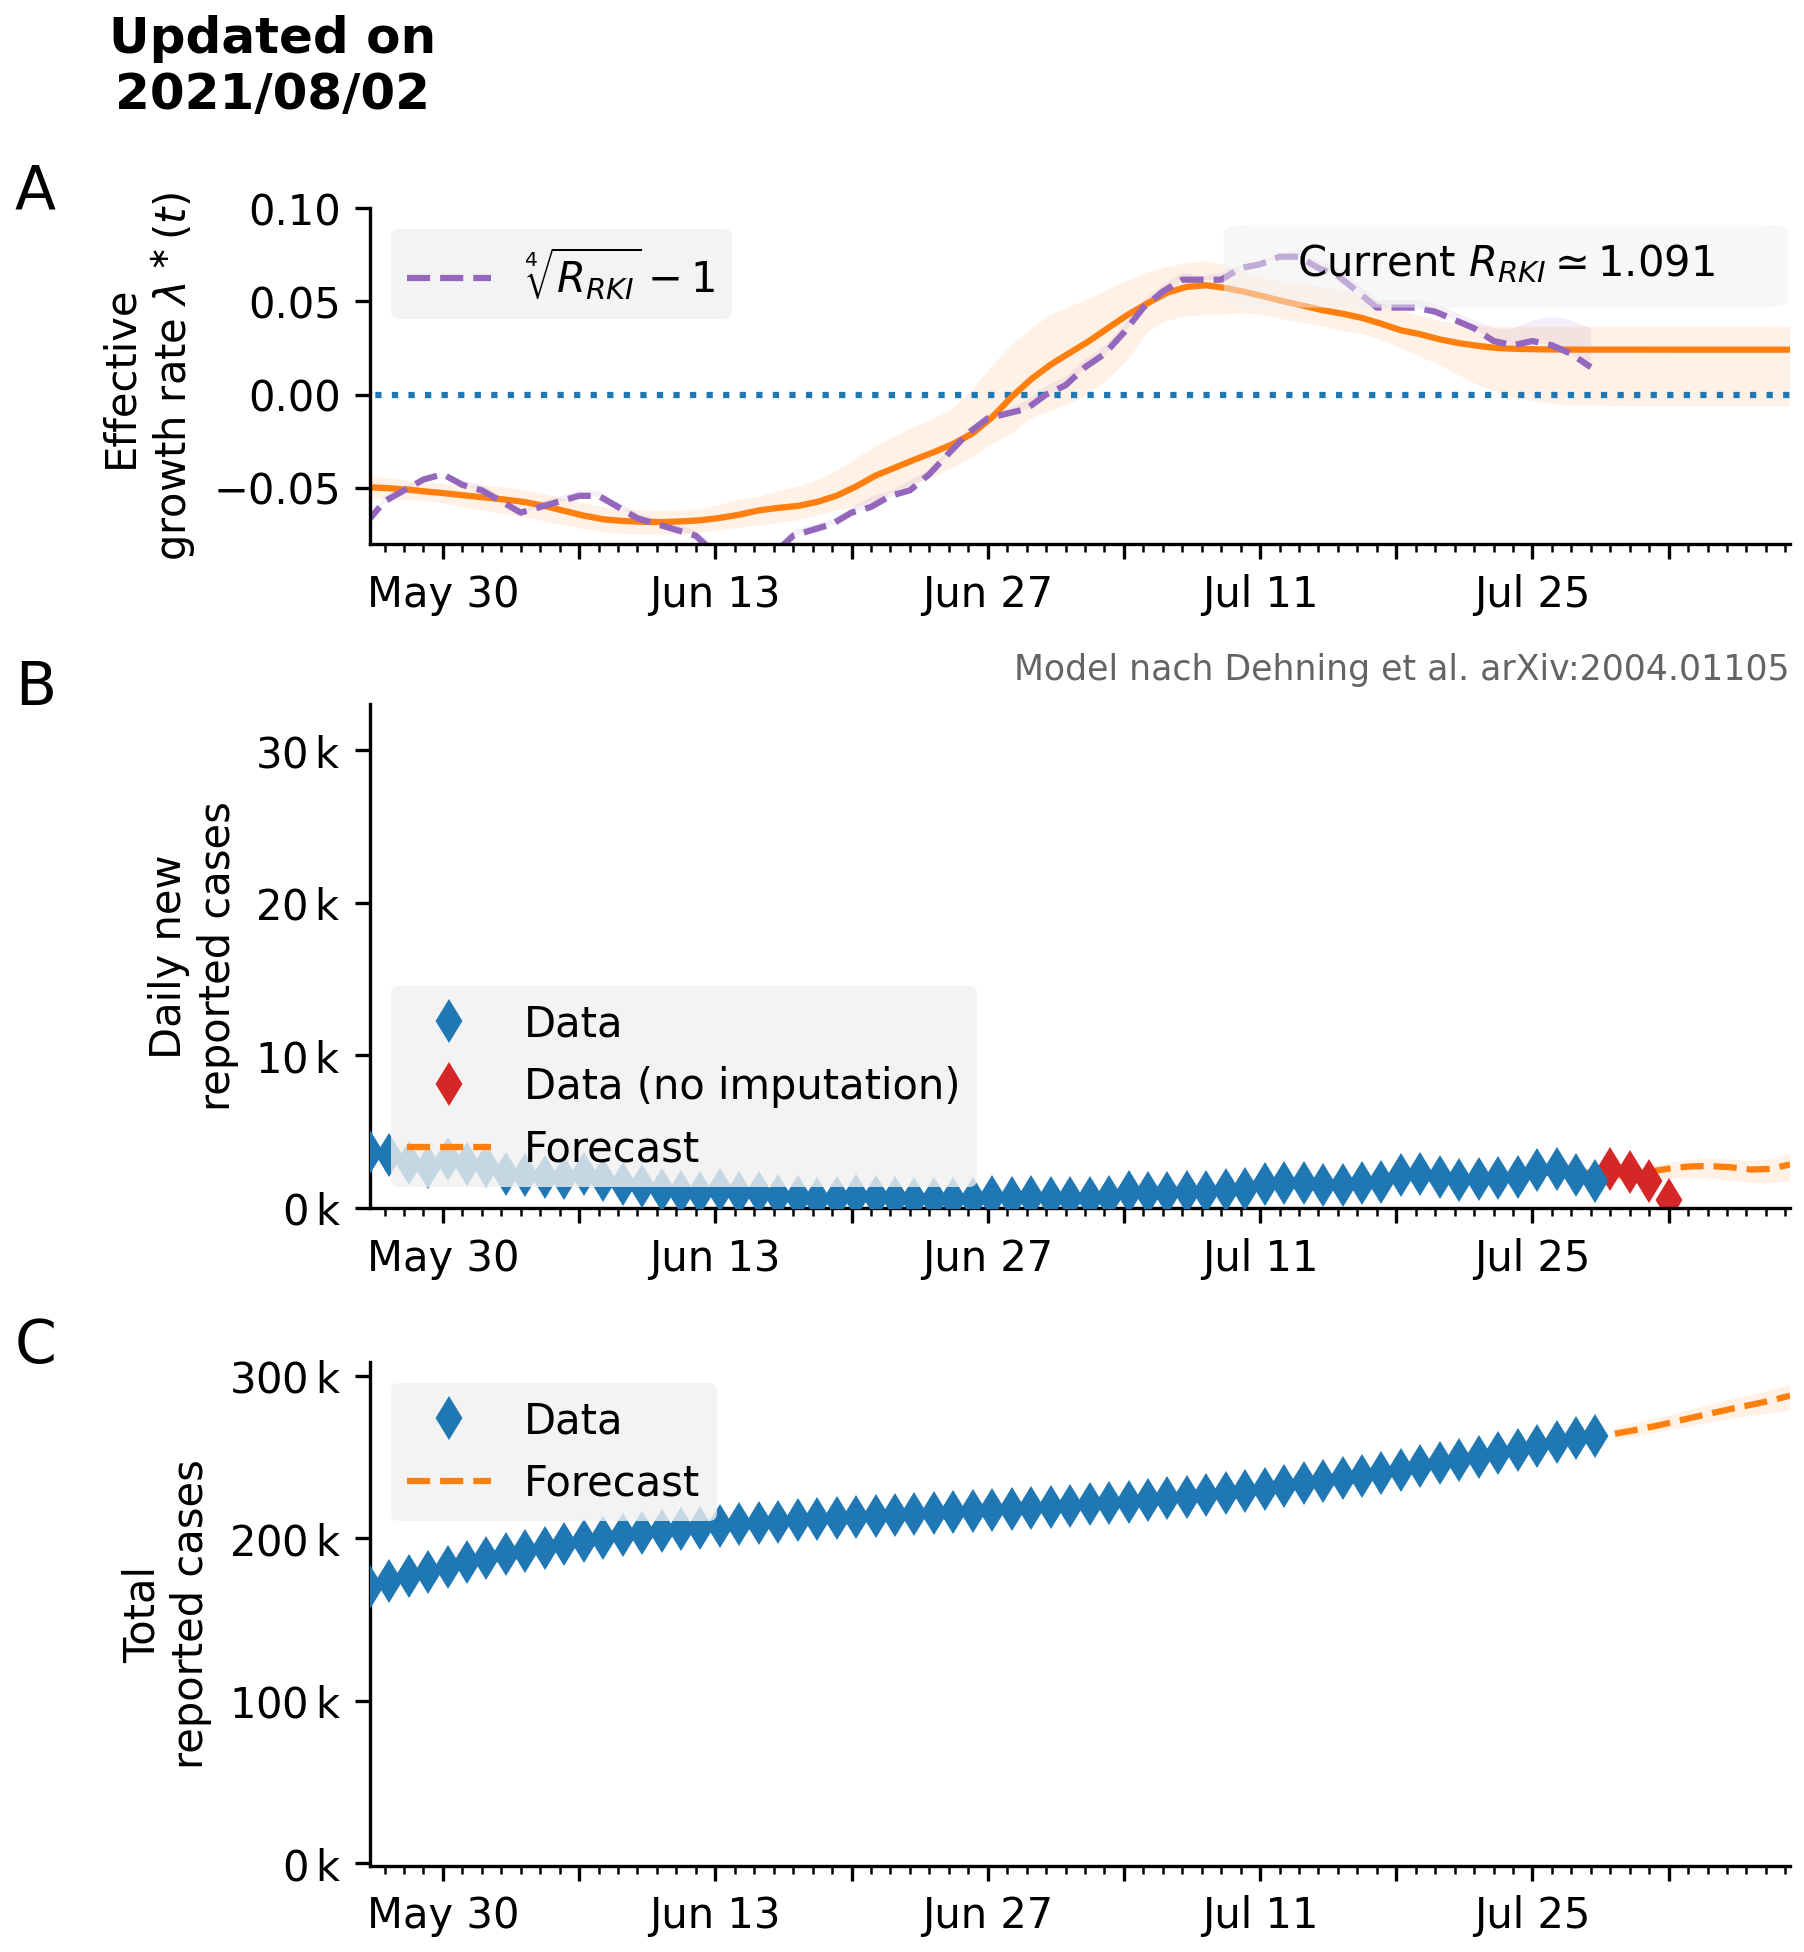 Updated on
2021/08/02
A
Effective
growth rate λ * (t)
0.10
0.05
0.00
−0.05
∜R_RKI − 1
Current R_RKI ≃ 1.091
May 30
Jun 13
Jun 27
Jul 11
Jul 25
Model nach Dehning et al. arXiv:2004.01105
B
Daily new
reported cases
30 k
20 k
10 k
0 k
Data
Data (no imputation)
Forecast
May 30
Jun 13
Jun 27
Jul 11
Jul 25
C
Total
reported cases
300 k
200 k
100 k
0 k
Data
Forecast
May 30
Jun 13
Jun 27
Jul 11
Jul 25